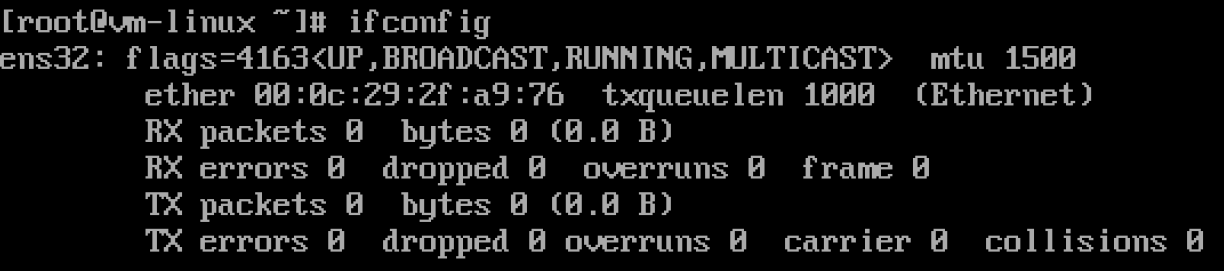 [root@vm-linux ~]# ifconfig
ens32: flags=4163<UP,BROADCAST,RUNNING,MULTICAST>  mtu 1500
        ether 00:0c:29:2f:a9:76  txqueuelen 1000  (Ethernet)
        RX packets 0  bytes 0 (0.0 B)
        RX errors 0  dropped 0  overruns 0  frame 0
        TX packets 0  bytes 0 (0.0 B)
        TX errors 0  dropped 0 overruns 0  carrier 0  collisions 0